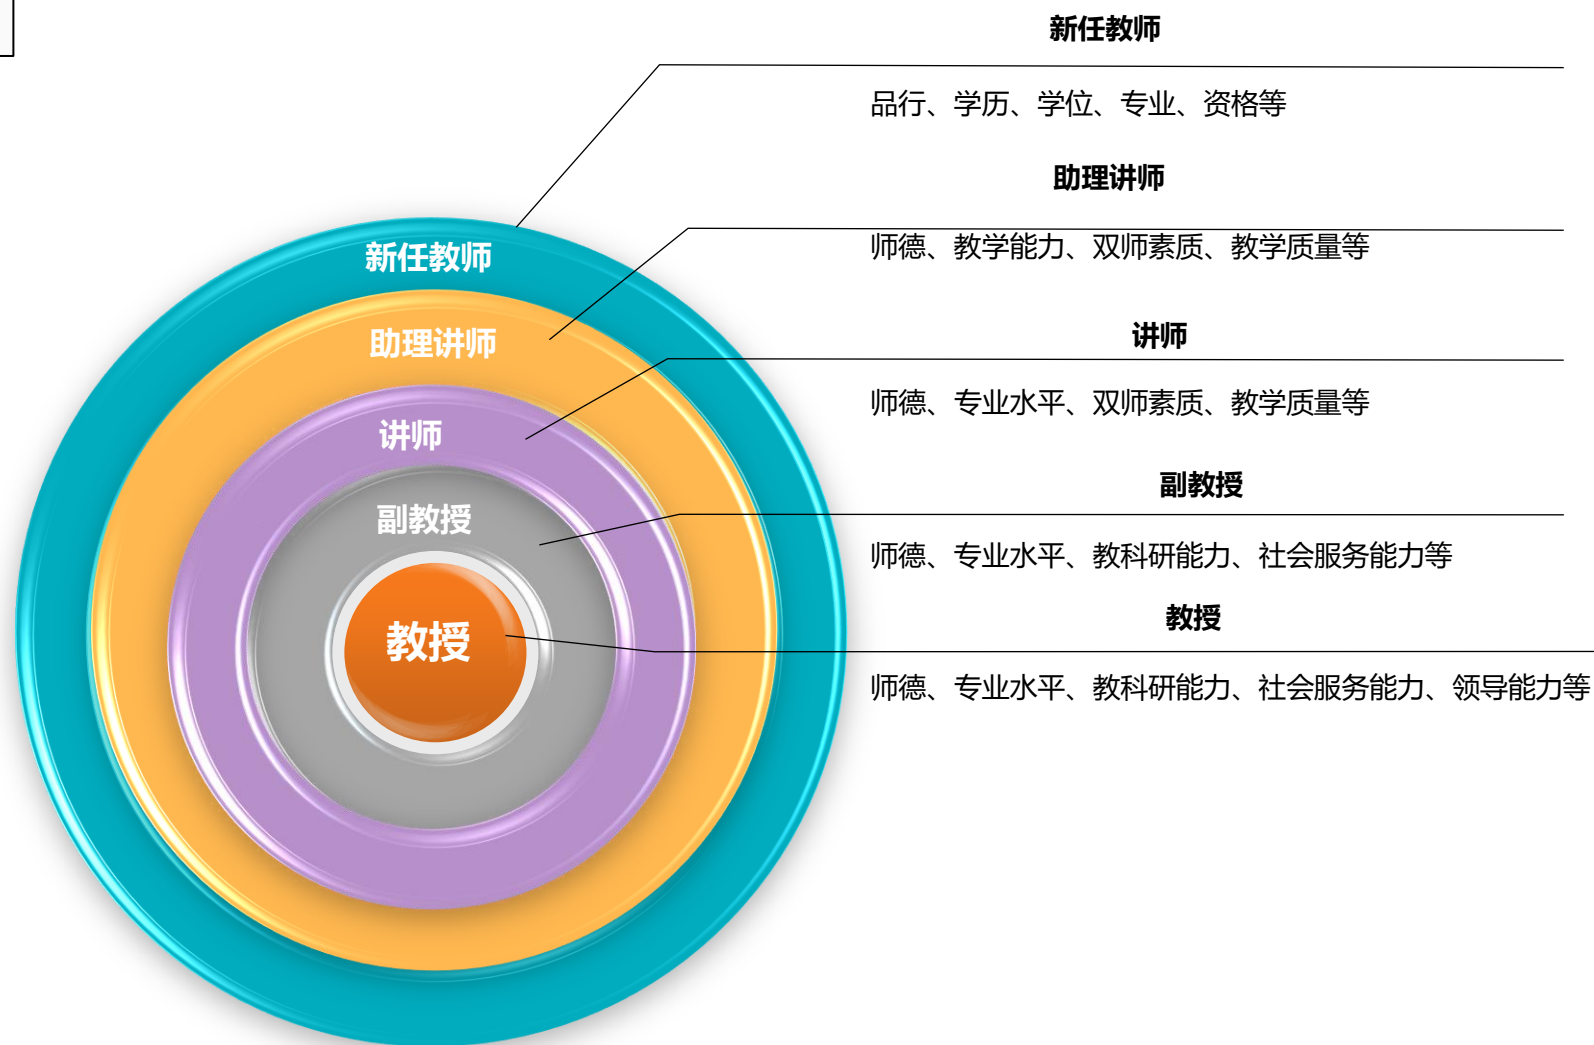 新任教师
品行、学历、学位、专业、资格等
助理讲师
师德、教学能力、双师素质、教学质量等
讲师
师德、专业水平、双师素质、教学质量等
副教授
师德、专业水平、教科研能力、社会服务能力等
教授
师德、专业水平、教科研能力、社会服务能力、领导能力等
新任教师
助理讲师
讲师
副教授
教授